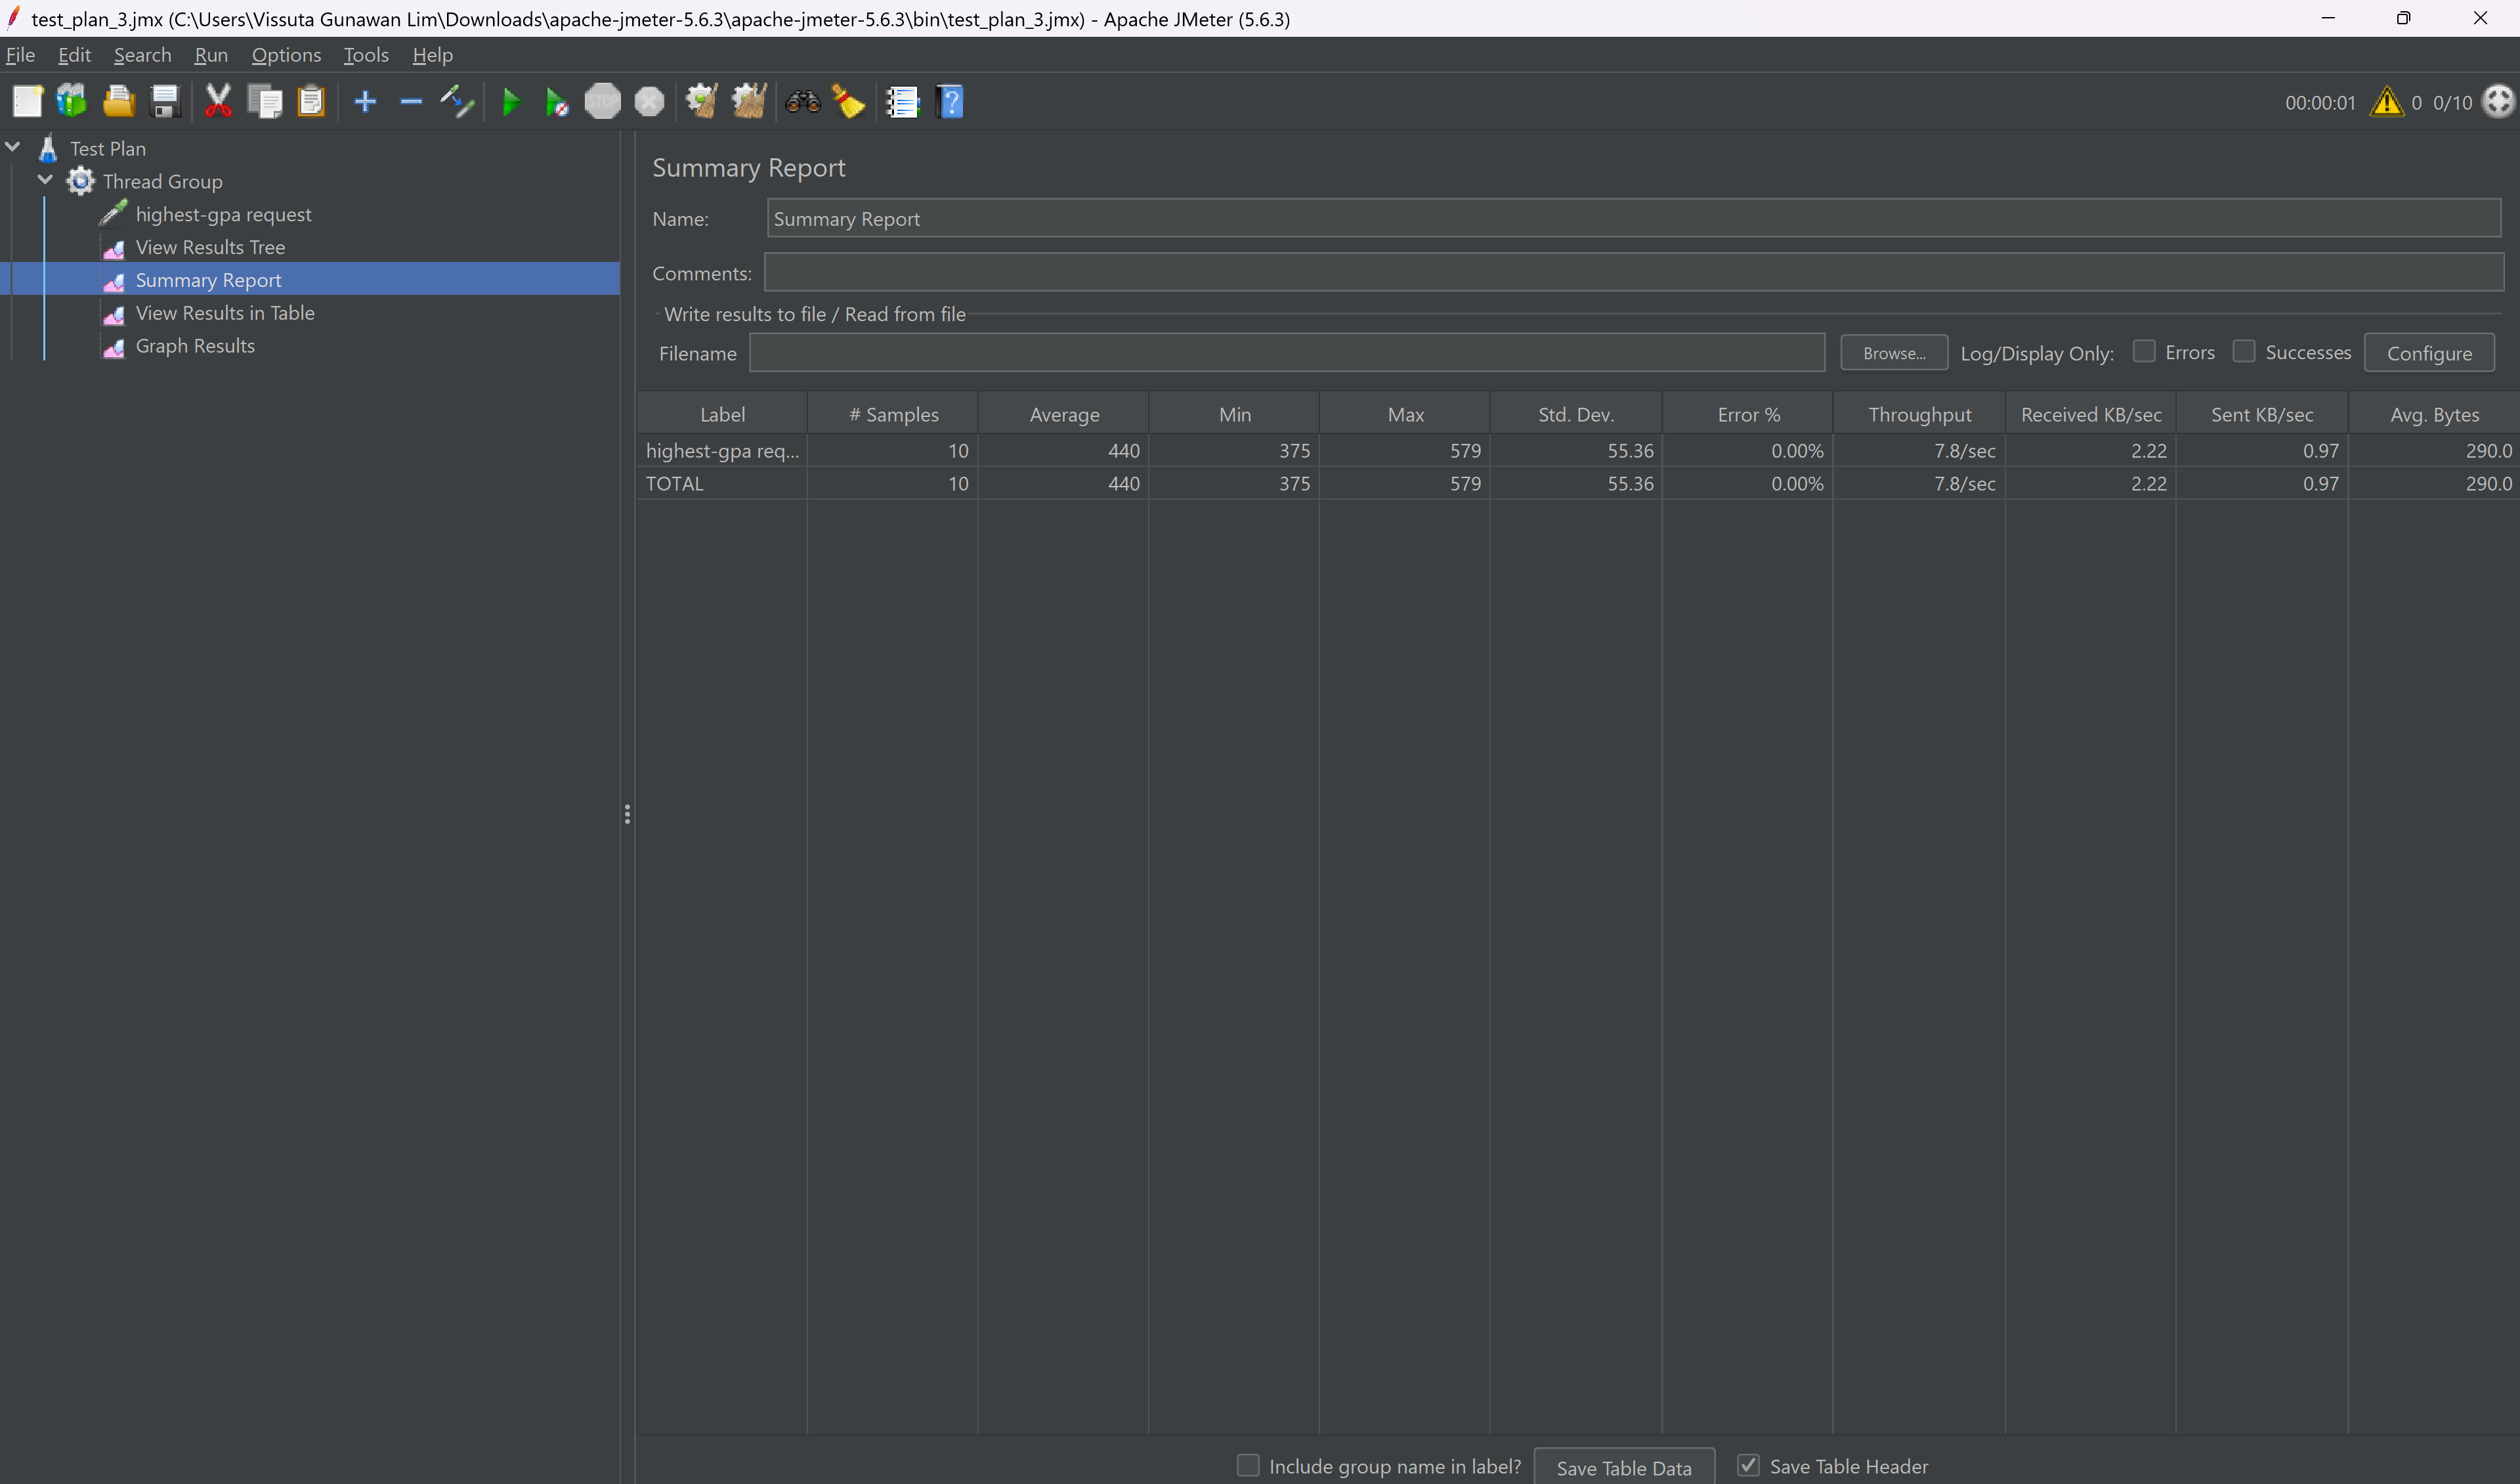 test_plan_3.jmx (C:\Users\Vissuta Gunawan Lim\Downloads\apache-jmeter-5.6.3\apache-jmeter-5.6.3\bin\test_plan_3.jmx) - Apache JMeter (5.6.3)
File Edit Search Run Options Tools Help
STOP
?
00:00:01 0 0/10
Test Plan
Thread Group
highest-gpa request
View Results Tree
Summary Report
View Results in Table
Graph Results
Summary Report
Name: Summary Report
Comments:
Write results to file / Read from file
Filename Browse... Log/Display Only: Errors Successes Configure
Label # Samples Average Min Max Std. Dev. Error % Throughput Received KB/sec Sent KB/sec Avg. Bytes
highest-gpa req... 10 440 375 579 55.36 0.00% 7.8/sec 2.22 0.97 290.0
TOTAL 10 440 375 579 55.36 0.00% 7.8/sec 2.22 0.97 290.0
Include group name in label? Save Table Data Save Table Header